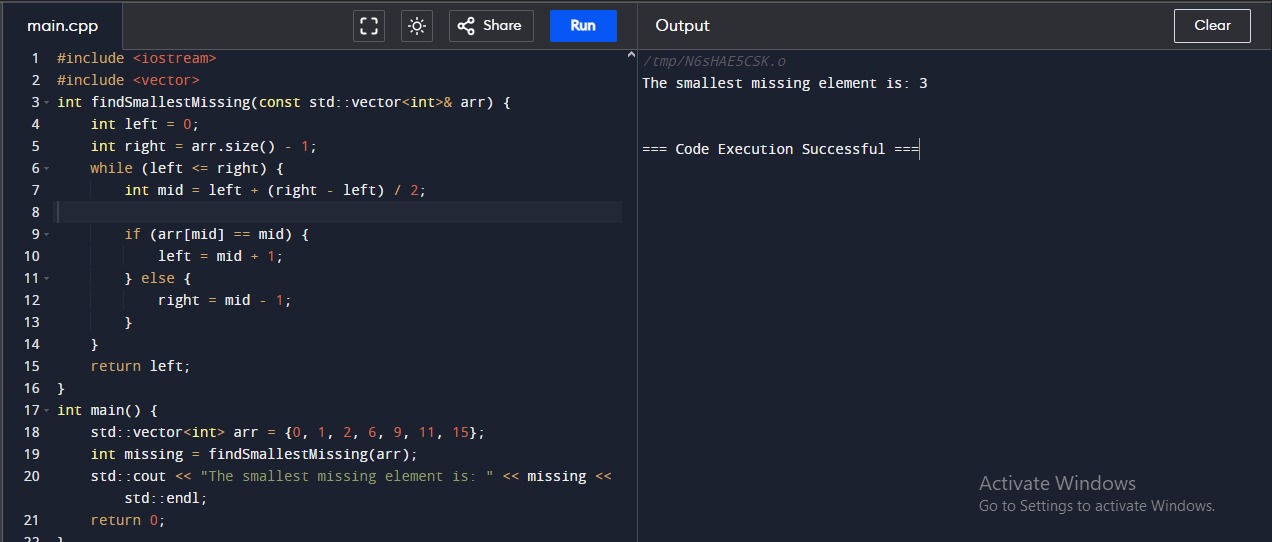 main.cpp
Share
Run
Output
Clear
1 #include <iostream>
2 #include <vector>
3 int findSmallestMissing(const std::vector<int>& arr) {
4 int left = 0;
5 int right = arr.size() - 1;
6 while (left <= right) {
7 int mid = left + (right - left) / 2;
8
9 if (arr[mid] == mid) {
10 left = mid + 1;
11 } else {
12 right = mid - 1;
13 }
14 }
15 return left;
16 }
17 int main() {
18 std::vector<int> arr = {0, 1, 2, 6, 9, 11, 15};
19 int missing = findSmallestMissing(arr);
20 std::cout << "The smallest missing element is: " << missing <<
std::endl;
21 return 0;
22 }
/tmp/N6sHAE5CSK.o
The smallest missing element is: 3
=== Code Execution Successful ===
Activate Windows
Go to Settings to activate Windows.